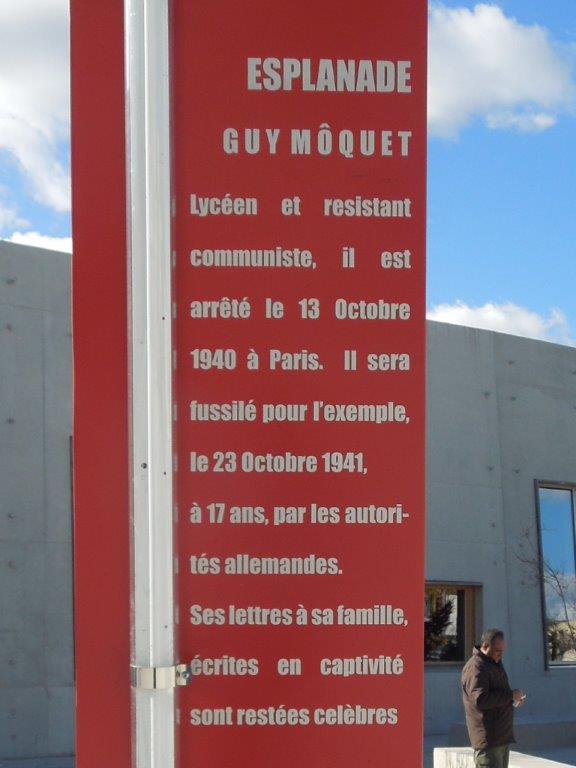 ESPLANADE
GUY MÔQUET
Lycéen et resistant
communiste, il est
arrêté le 13 Octobre
1940 à Paris. Il sera
fussilé pour l'exemple,
le 23 Octobre 1941,
à 17 ans, par les autori-
tés allemandes.
Ses lettres à sa famille,
écrites en captivité
sont restées celèbres